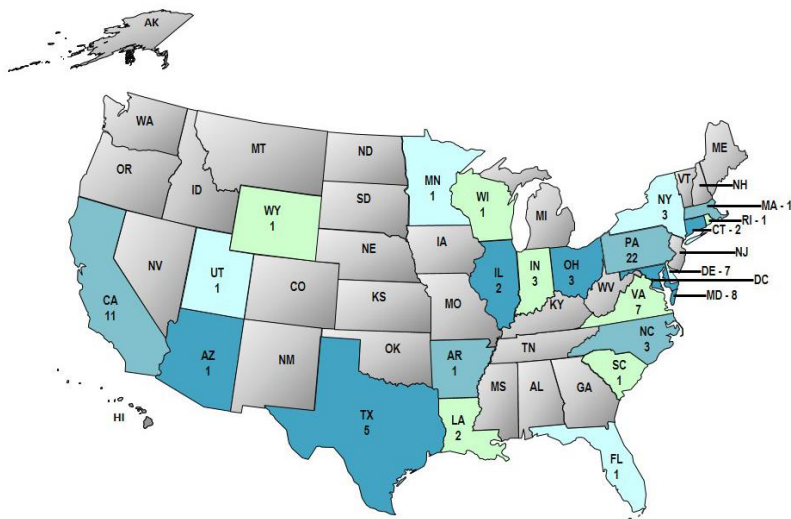 AK
WA
MT
ND
MN
1
ME
VT
NH
OR
ID
WY
1
SD
WI
1
MI
NY
3
MA - 1
RI - 1
CT - 2
IA
NE
PA
22
NJ
NV
UT
1
CO
IL
2
IN
3
OH
3
DE - 7
DC
MD - 8
CA
11
KS
MO
WV
VA
7
KY
NC
3
TN
AZ
1
NM
OK
AR
1
SC
1
MS
AL
GA
HI
TX
5
LA
2
FL
1